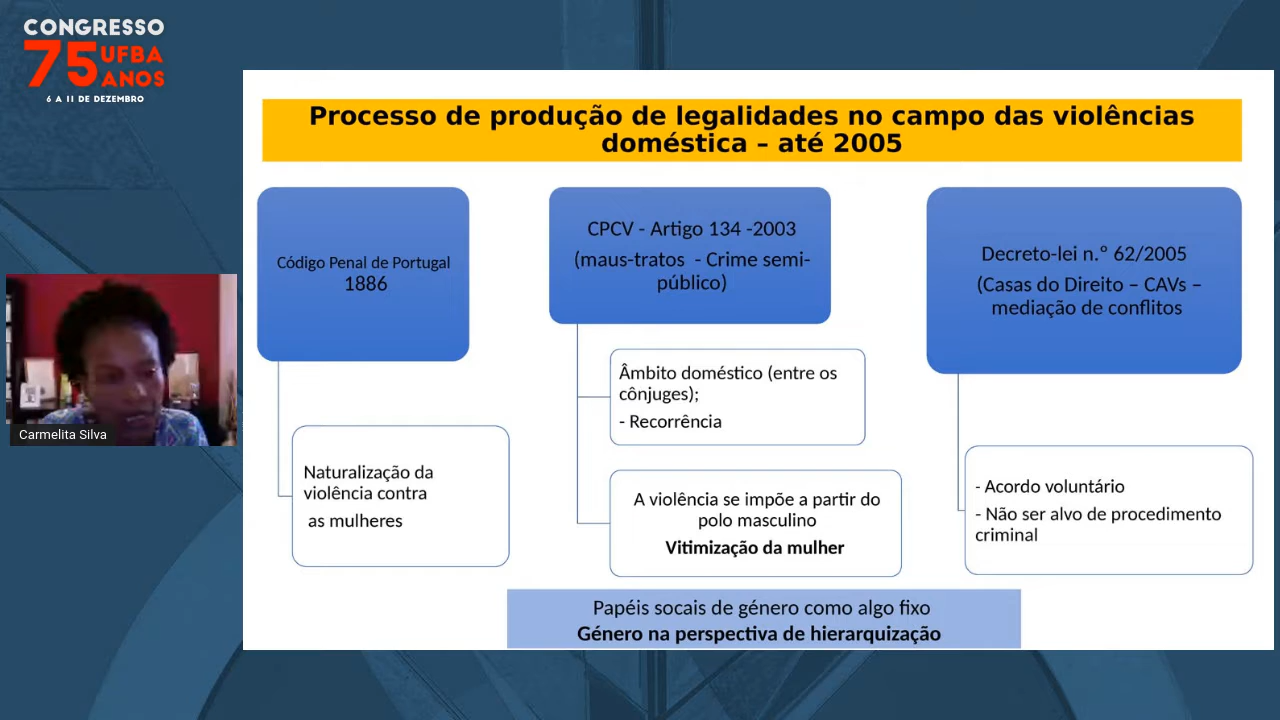 CONGRESSO
75 UFBA
ANOS
6 A 11 DE DEZEMBRO
Processo de produção de legalidades no campo das violências
doméstica – até 2005
Código Penal de Portugal
1886
Naturalização da
violência contra
as mulheres
CPCV - Artigo 134 -2003
(maus-tratos - Crime semi-
público)
Âmbito doméstico (entre os
cônjuges);
- Recorrência
A violência se impõe a partir do
polo masculino
Vitimização da mulher
Decreto-lei n.º 62/2005
(Casas do Direito – CAVs –
mediação de conflitos
- Acordo voluntário
- Não ser alvo de procedimento
criminal
Papéis socais de género como algo fixo
Género na perspectiva de hierarquização
Carmelita Silva